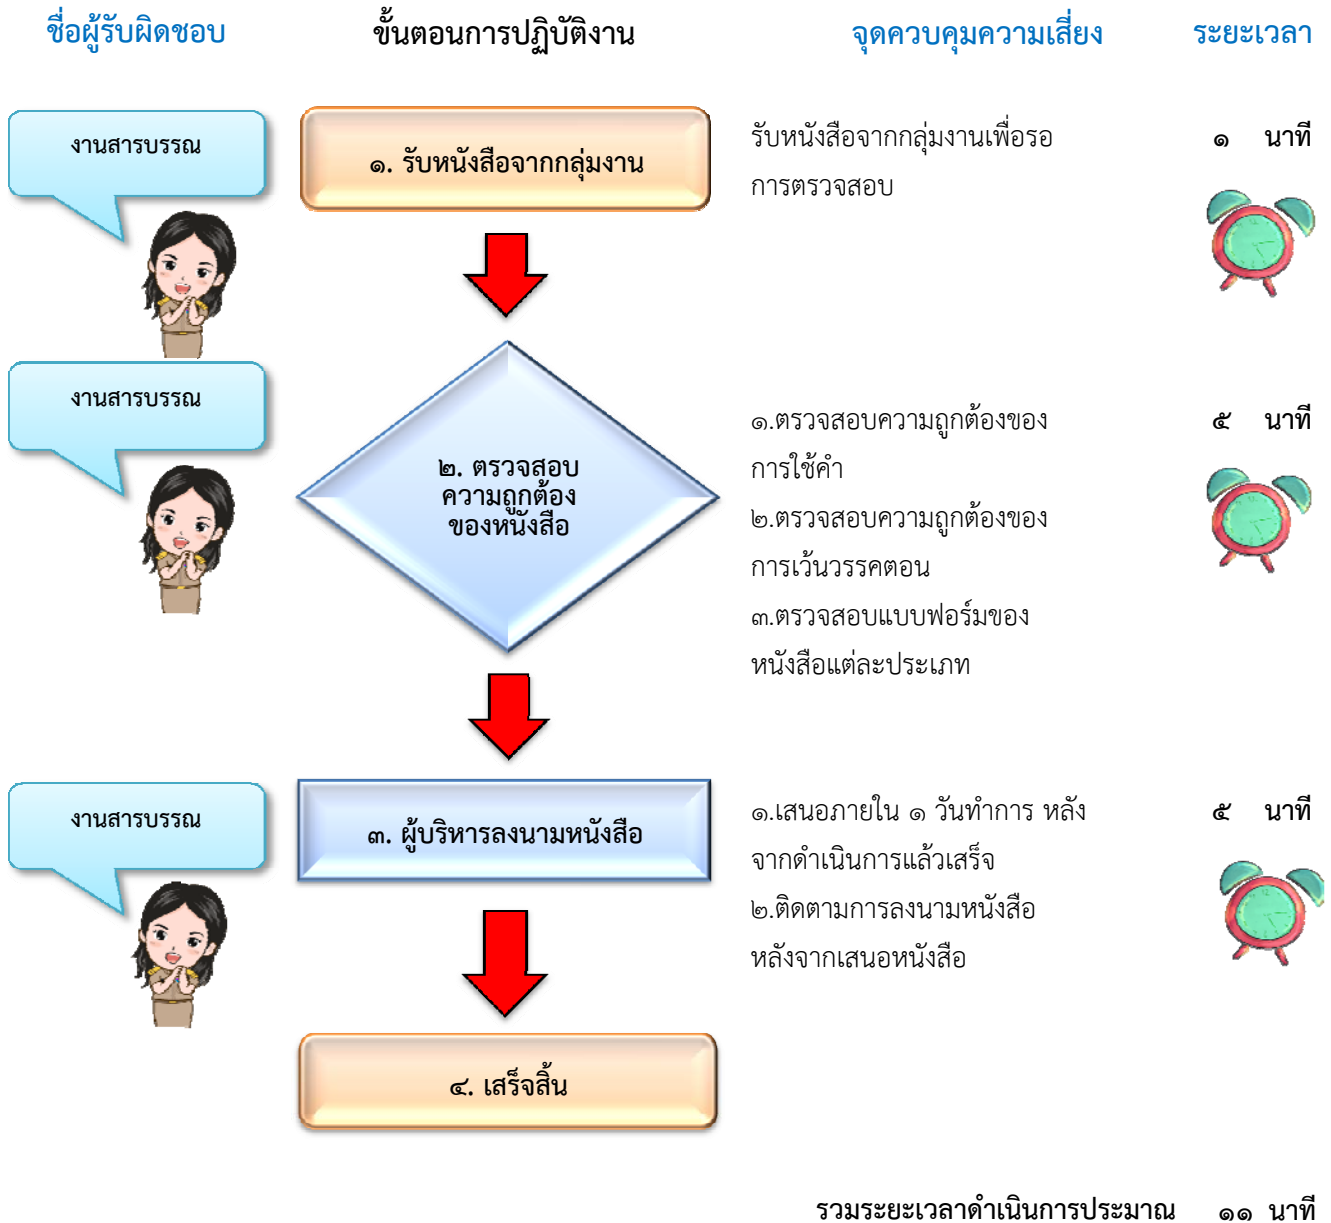 ชื่อผู้รับผิดชอบ ขั้นตอนการปฏิบัติงาน จุดควบคุมความเสี่ยง ระยะเวลา
งานสารบรรณ
๑. รับหนังสือจากกลุ่มงาน
รับหนังสือจากกลุ่มงานเพื่อรอ
การตรวจสอบ
๑ นาที
งานสารบรรณ
๒. ตรวจสอบ
ความถูกต้อง
ของหนังสือ
๑.ตรวจสอบความถูกต้องของ
การใช้คำ
๒.ตรวจสอบความถูกต้องของ
การเว้นวรรคตอน
๓.ตรวจสอบแบบฟอร์มของ
หนังสือแต่ละประเภท
๕ นาที
งานสารบรรณ
๓. ผู้บริหารลงนามหนังสือ
๑.เสนอภายใน ๑ วันทำการ หลัง
จากดำเนินการแล้วเสร็จ
๒.ติดตามการลงนามหนังสือ
หลังจากเสนอหนังสือ
๕ นาที
๔. เสร็จสิ้น
รวมระยะเวลาดำเนินการประมาณ ๑๑ นาที